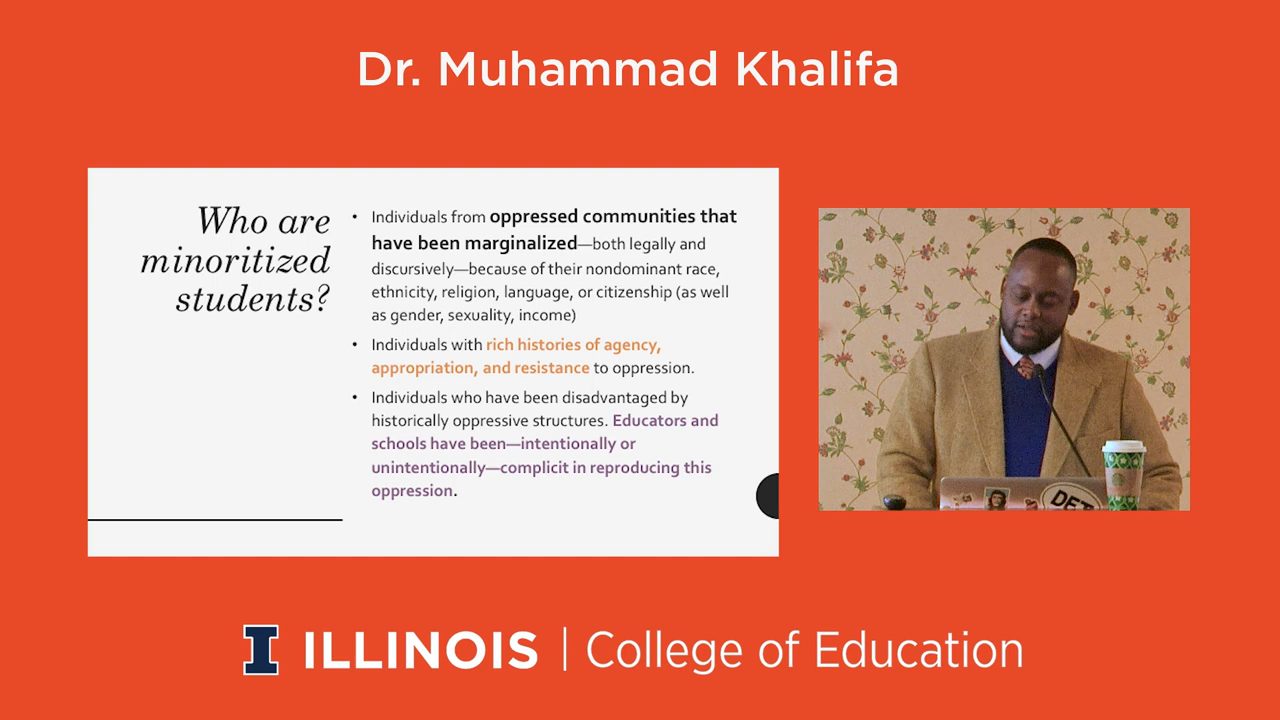 Dr. Muhammad Khalifa
Who are
minoritized
students?
• Individuals from oppressed communities that
have been marginalized—both legally and
discursively—because of their nondominant race,
ethnicity, religion, language, or citizenship (as well
as gender, sexuality, income)
• Individuals with rich histories of agency,
appropriation, and resistance to oppression.
• Individuals who have been disadvantaged by
historically oppressive structures. Educators and
schools have been—intentionally or
unintentionally—complicit in reproducing this
oppression.
DET
I ILLINOIS | College of Education